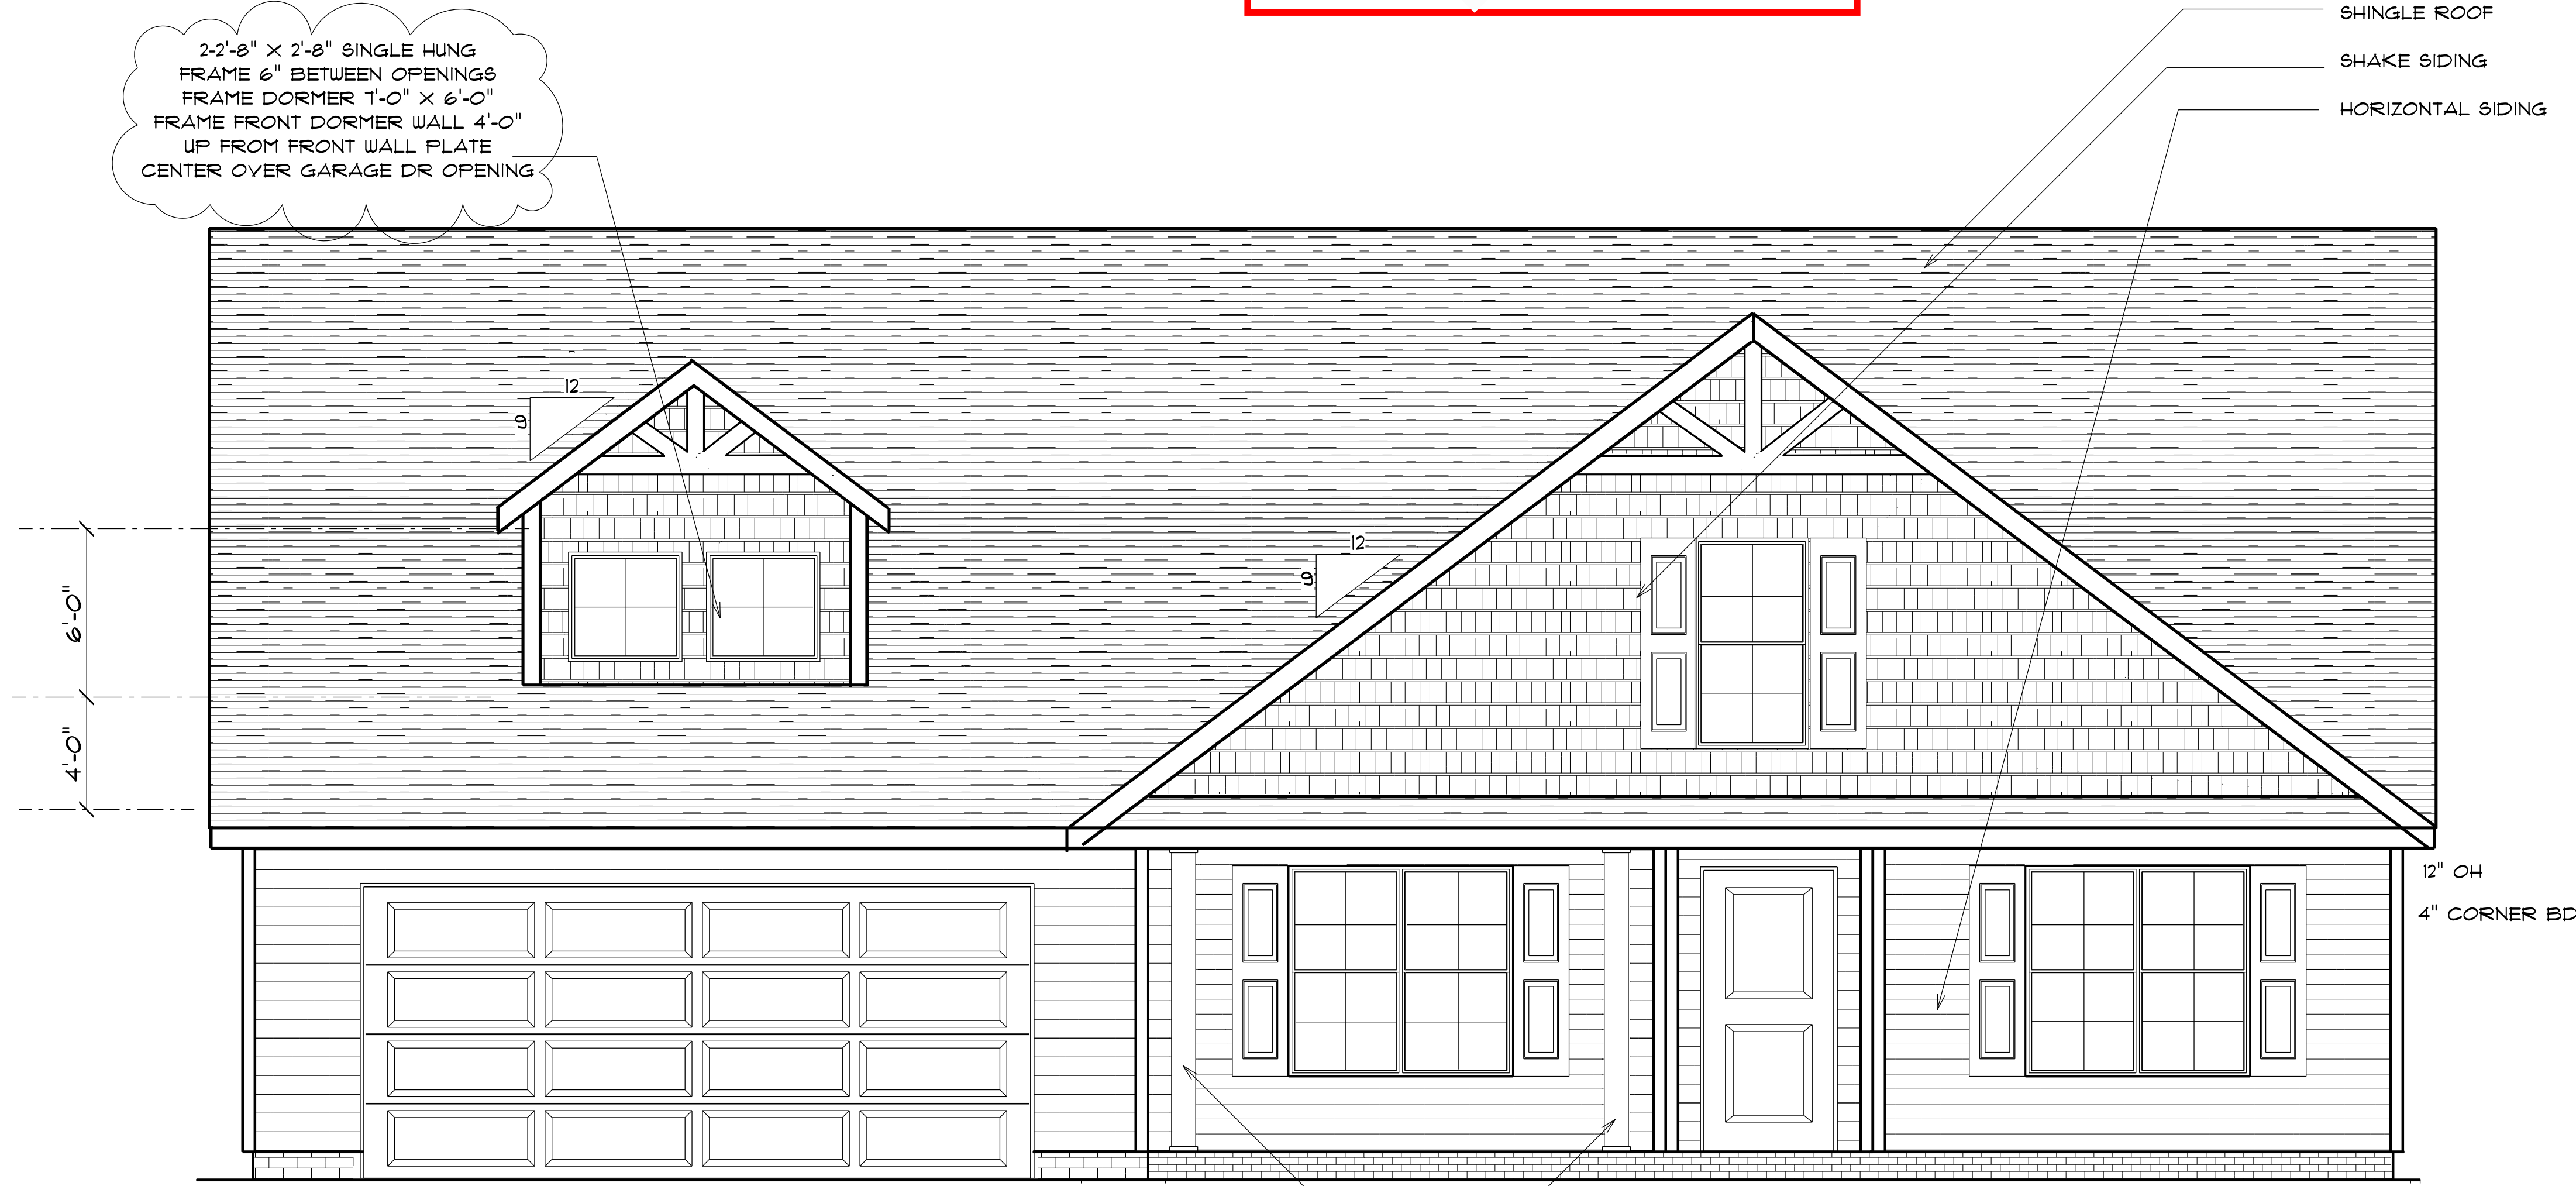 2-2'-8" X 2'-8" SINGLE HUNG
FRAME 6" BETWEEN OPENINGS
FRAME DORMER 7'-0" X 6'-0"
FRAME FRONT DORMER WALL 4'-0"
UP FROM FRONT WALL PLATE
CENTER OVER GARAGE DR OPENING
SHINGLE ROOF
SHAKE SIDING
HORIZONTAL SIDING
12
9
12
9
6'-0"
4'-0"
12" OH
4" CORNER BD